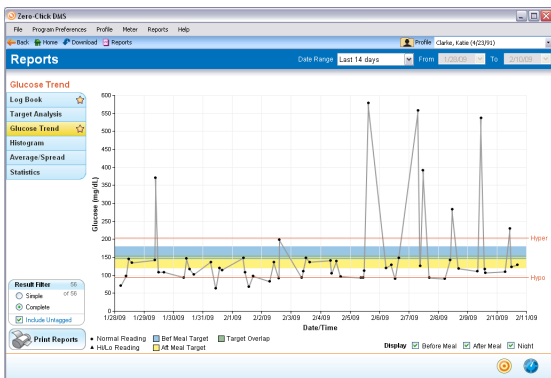 Zero-Click DMS
File Program Preferences Profile Meter Reports Help
Back Home Download Reports Profile Clarke, Katie (4/23/91)
Reports Date Range Last 14 days From 1/28/09 To 2/10/09
Glucose Trend
Log Book
Target Analysis
Glucose Trend
Histogram
Average/Spread
Statistics
Glucose (mg/dL)
600
550
500
450
400
350
300
250
200
150
100
50
0
Hyper
Hypo
1/28/09 1/29/09 1/30/09 1/31/09 2/1/09 2/2/09 2/3/09 2/4/09 2/5/09 2/6/09 2/7/09 2/8/09 2/9/09 2/10/09 2/11/09
Date/Time
Result Filter 56
Simple of 56
Complete
Include Untagged
Print Reports
Normal Reading Bef Meal Target Target Overlap
Hi/Lo Reading Aft Meal Target
Display Before Meal After Meal Night